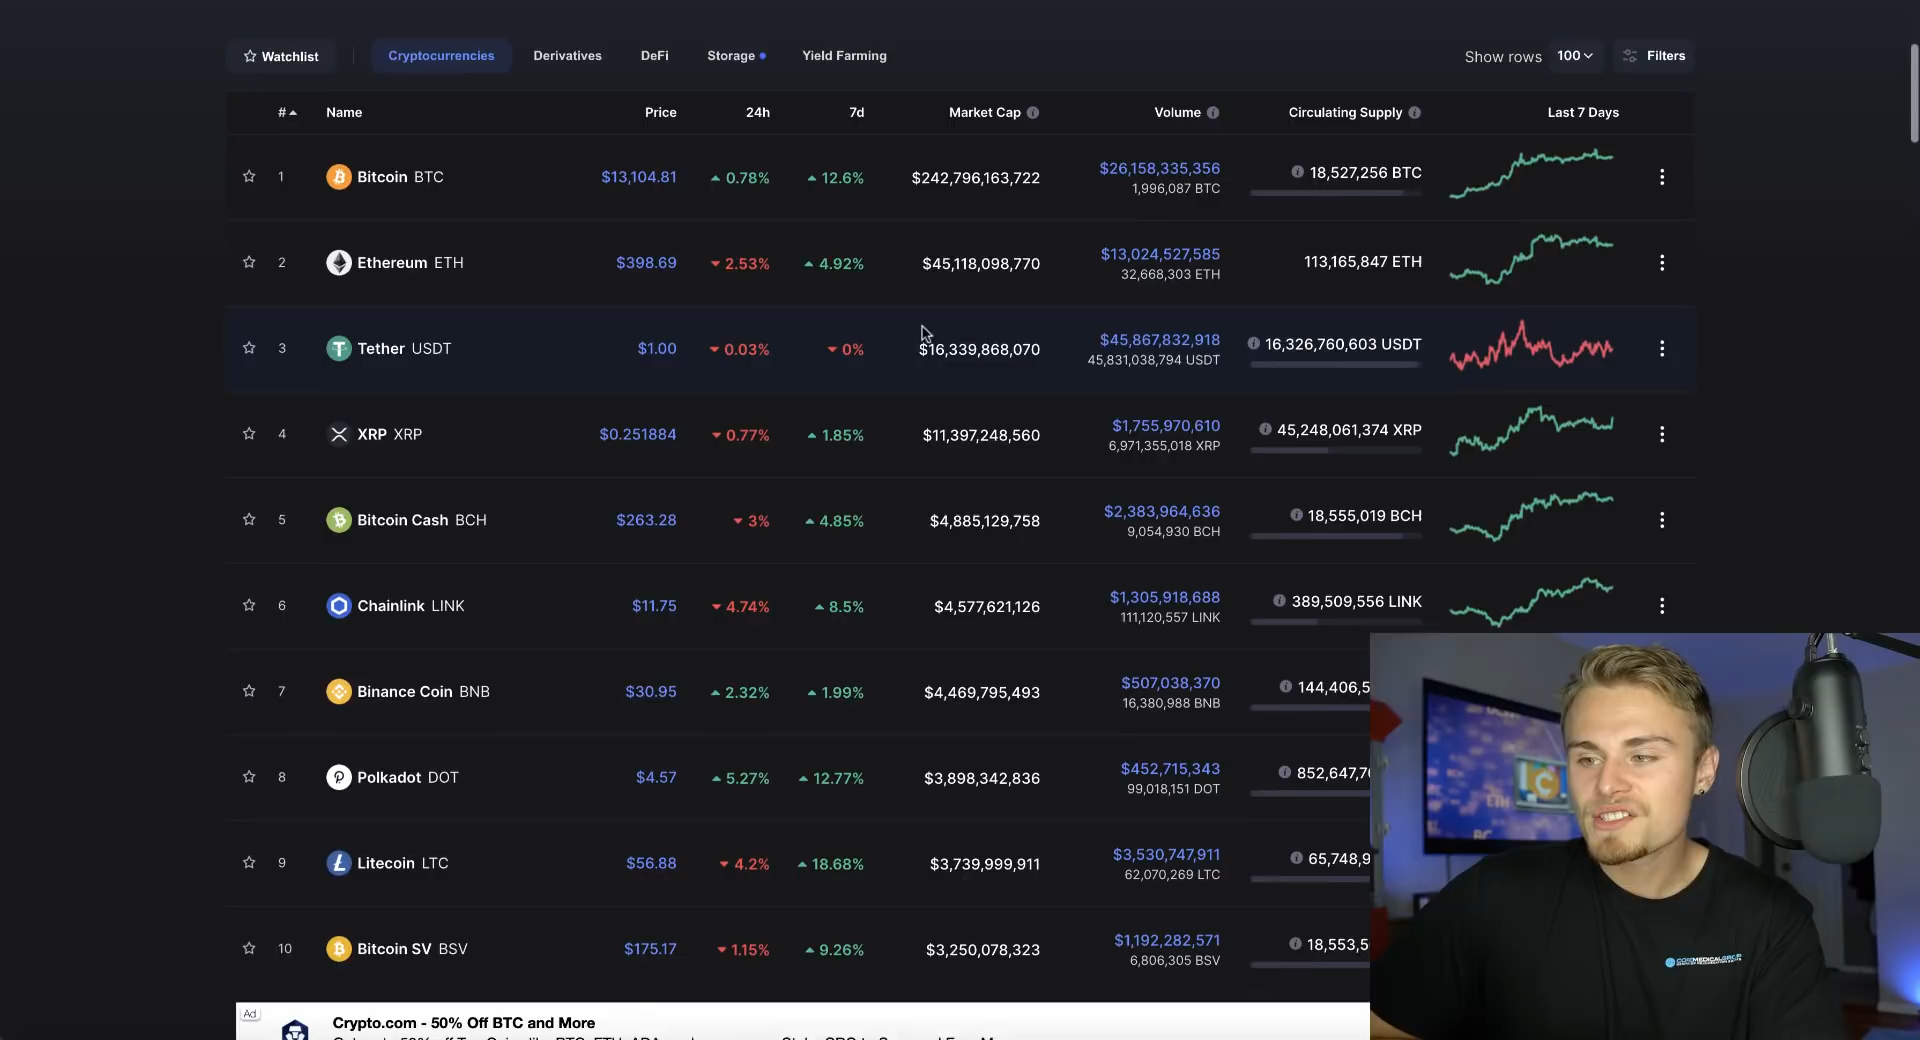 Watchlist Cryptocurrencies Derivatives DeFi Storage Yield Farming Show rows 100 Filters
# Name Price 24h 7d Market Cap Volume Circulating Supply Last 7 Days
1 Bitcoin BTC $13,104.81 0.78% 12.6% $242,796,163,722 $26,158,335,356 18,527,256 BTC
1,996,087 BTC
2 Ethereum ETH $398.69 2.53% 4.92% $45,118,098,770 $13,024,527,585 113,165,847 ETH
32,668,303 ETH
3 Tether USDT $1.00 0.03% 0% $16,339,868,070 $45,867,832,918 16,326,760,603 USDT
45,831,038,794 USDT
4 XRP XRP $0.251884 0.77% 1.85% $11,397,248,560 $1,755,970,610 45,248,061,374 XRP
6,971,355,018 XRP
5 Bitcoin Cash BCH $263.28 3% 4.85% $4,885,129,758 $2,383,964,636 18,555,019 BCH
9,054,930 BCH
6 Chainlink LINK $11.75 4.74% 8.5% $4,577,621,126 $1,305,918,688 389,509,556 LINK
111,120,557 LINK
7 Binance Coin BNB $30.95 2.32% 1.99% $4,469,795,493 $507,038,370 144,406,5
16,380,988 BNB
8 Polkadot DOT $4.57 5.27% 12.77% $3,898,342,836 $452,715,343 852,647,7
99,018,151 DOT
9 Litecoin LTC $56.88 4.2% 18.68% $3,739,999,911 $3,530,747,911 65,748,9
62,070,269 LTC
10 Bitcoin SV BSV $175.17 1.15% 9.26% $3,250,078,323 $1,192,282,571 18,553,5
6,806,305 BSV
Ad
Crypto.com - 50% Off BTC and More
ETH
BC